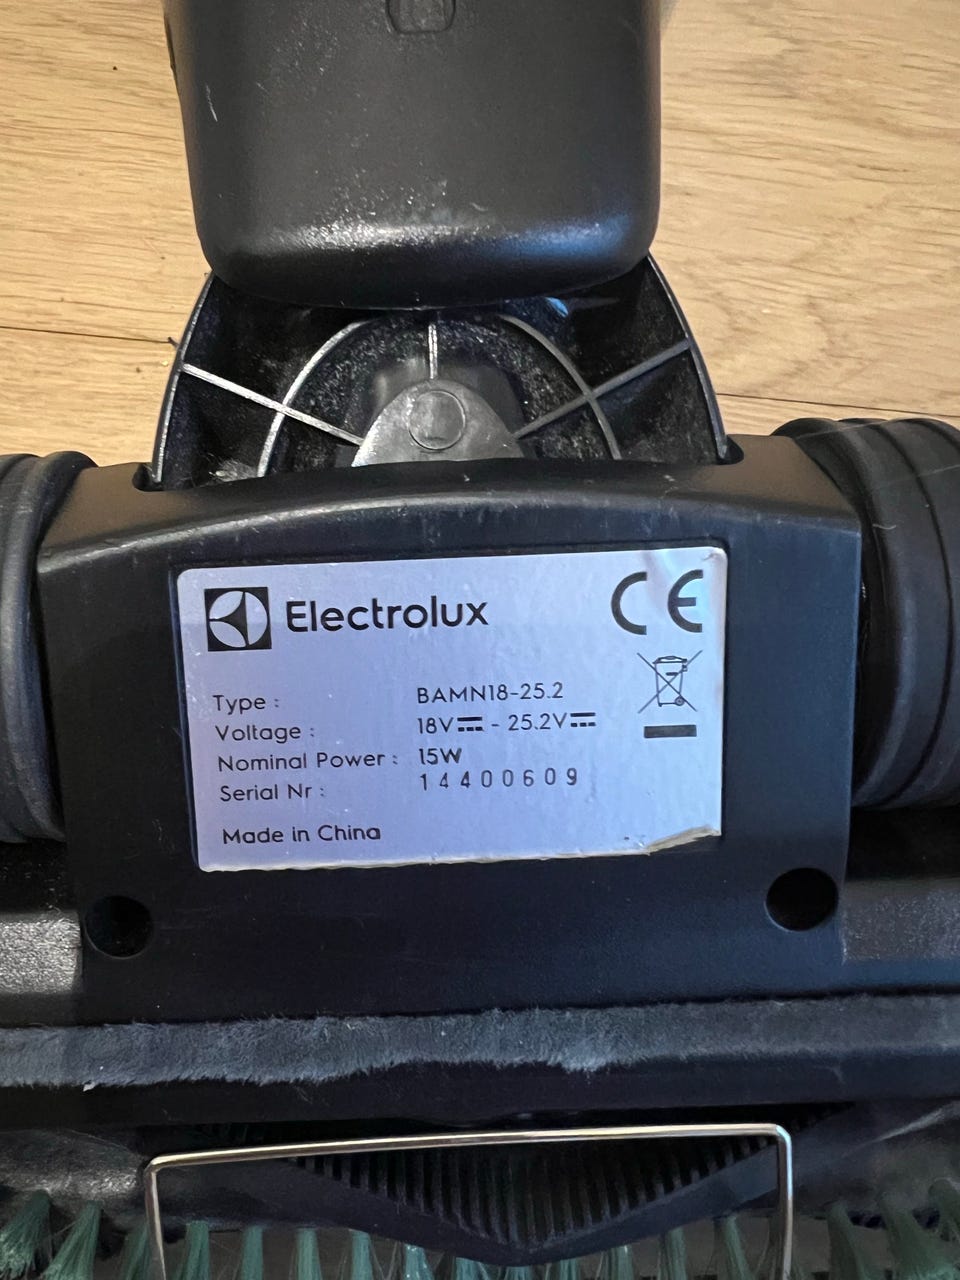 Electrolux CE
Type : BAMN18-25.2
Voltage : 18V⎓ - 25.2V⎓
Nominal Power : 15W
Serial Nr : 14400609
Made in China